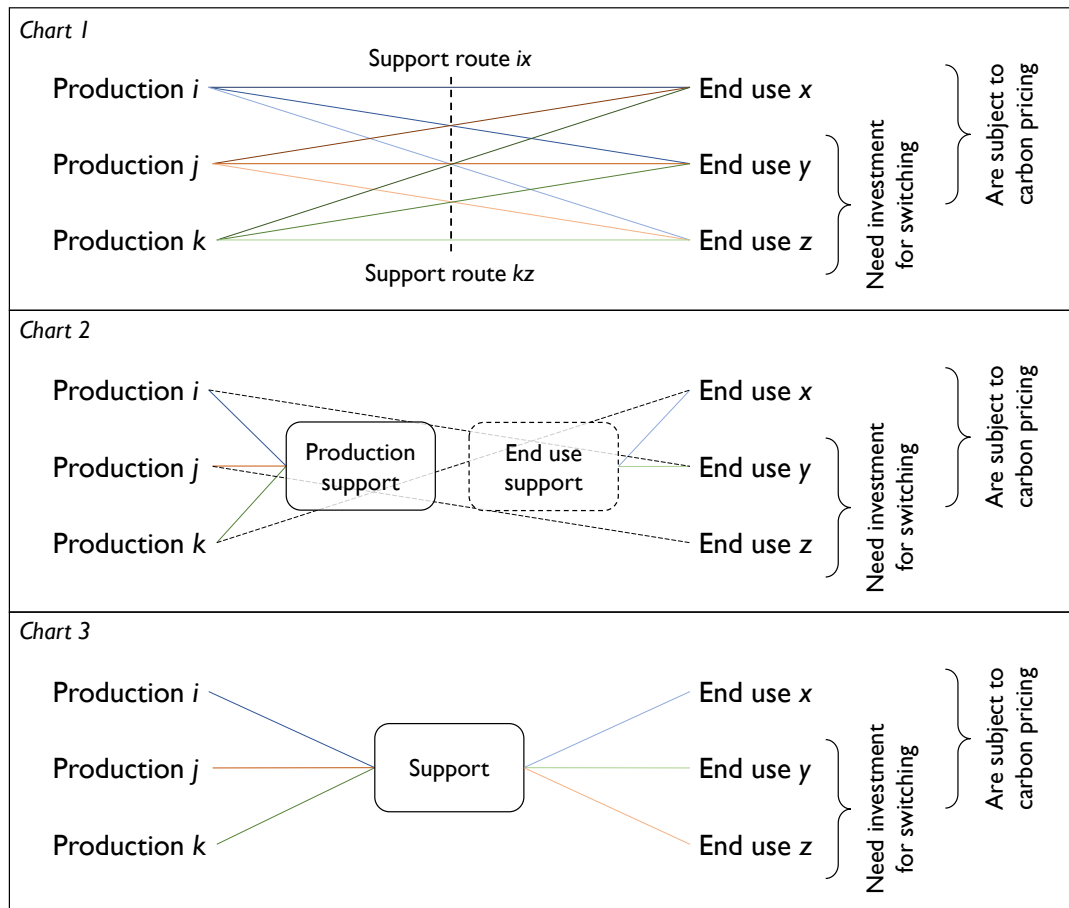 Chart 1
Support route ix
Production i
End use x
Production j
End use y
Production k
End use z
Support route kz
Need investment
for switching
Are subject to
carbon pricing
Chart 2
Production i
End use x
Production
support
End use
support
Production j
End use y
Production k
End use z
Need investment
for switching
Are subject to
carbon pricing
Chart 3
Production i
End use x
Production j
Support
End use y
Production k
End use z
Need investment
for switching
Are subject to
carbon pricing